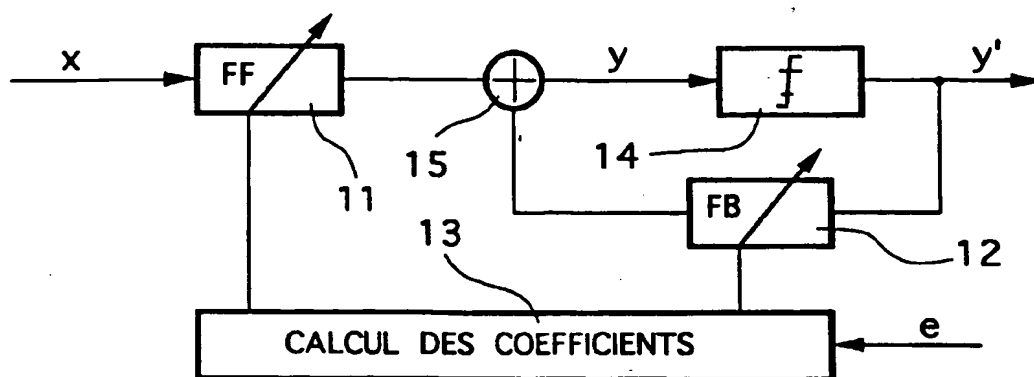 x
FF
y
y'
15
14
11
FB
13
12
CALCUL DES COEFFICIENTS
e